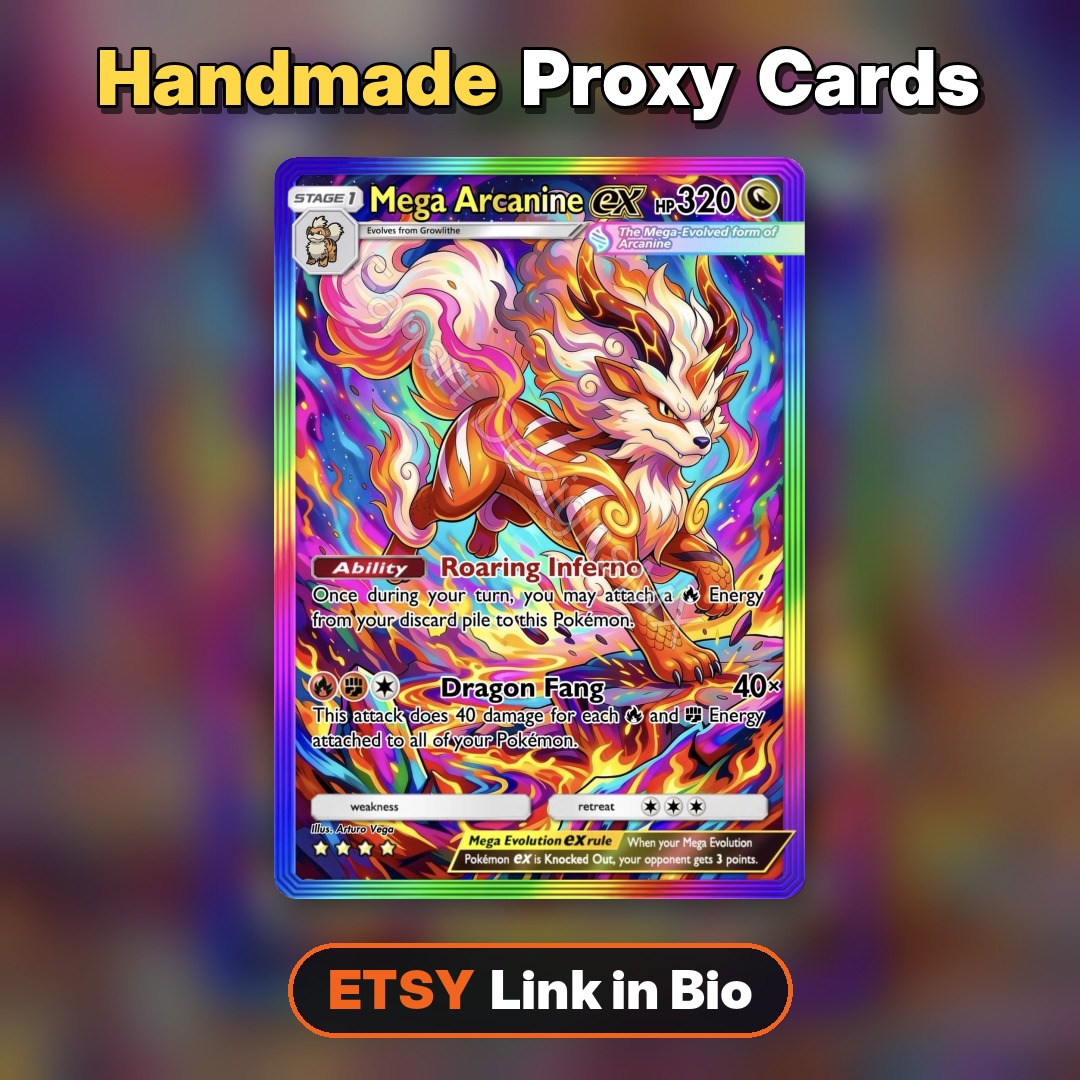 Handmade Proxy Cards
STAGE 1 Mega Arcanine ex HP 320
Evolves from Growlithe
The Mega-Evolved form of
Arcanine
Ability Roaring Inferno
Once during your turn, you may attach a Energy
from your discard pile to this Pokémon.
Dragon Fang 40×
This attack does 40 damage for each and Energy
attached to all of your Pokémon.
weakness retreat
Illus. Arturo Vega
Mega Evolution ex rule When your Mega Evolution
Pokémon ex is Knocked Out, your opponent gets 3 points.
ETSY Link in Bio